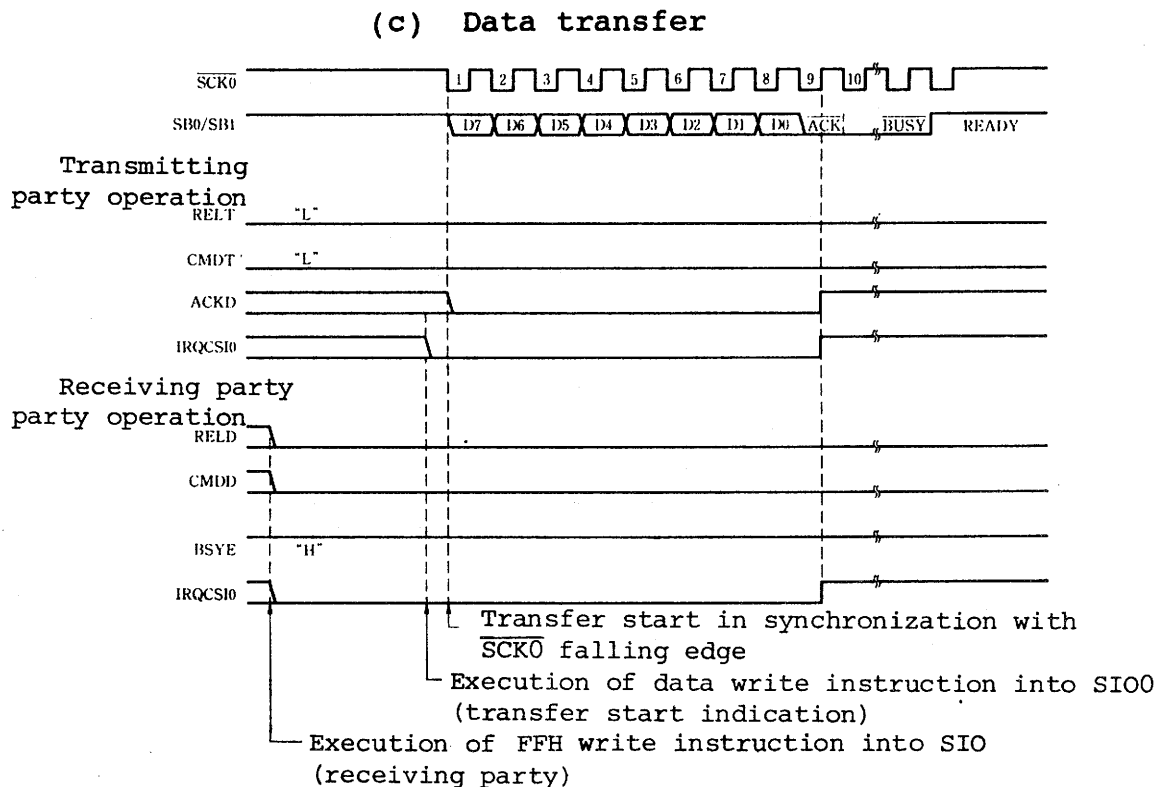 (c) Data transfer
SCK0
1 2 3 4 5 6 7 8 9 10
SB0/SB1
D7 D6 D5 D4 D3 D2 D1 D0 ACK BUSY READY
Transmitting
party operation
RELT "L"
CMDT "L"
ACKD
IRQCSI0
Receiving party
party operation
RELD
CMDD
BSYE "H"
IRQCSI0
Transfer start in synchronization with
SCK0 falling edge
Execution of data write instruction into SIO0
(transfer start indication)
Execution of FFH write instruction into SIO
(receiving party)